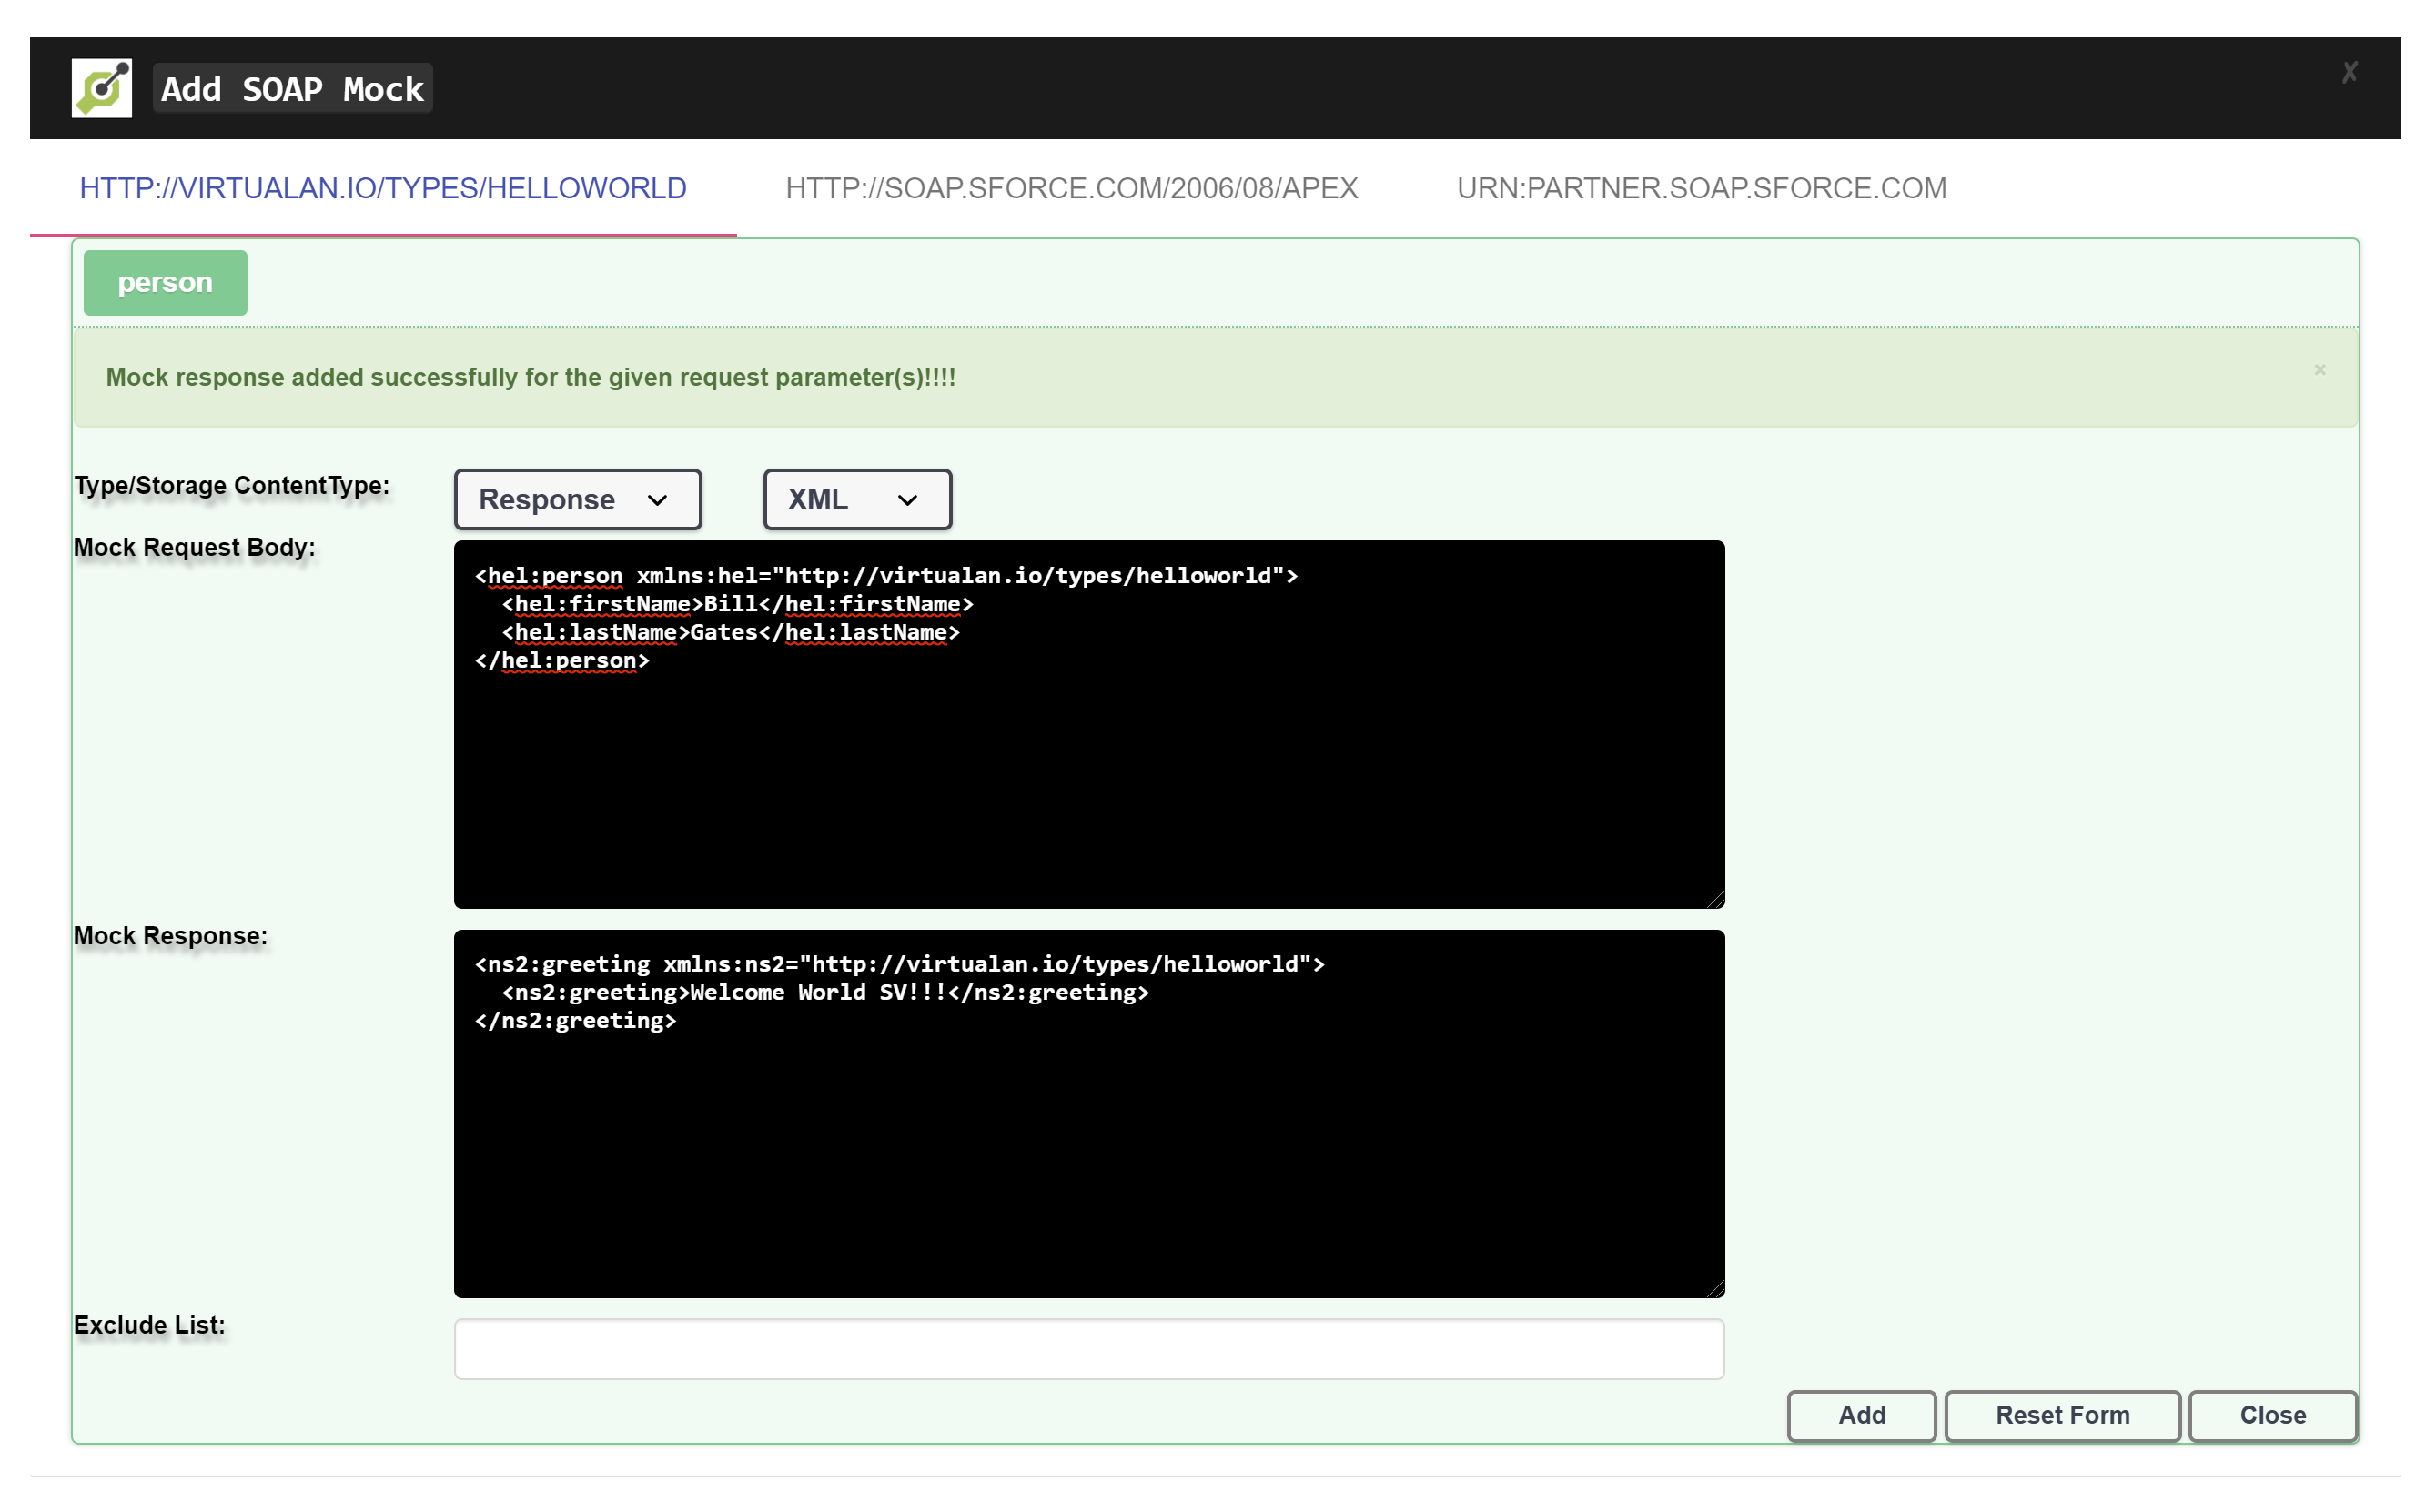 Add SOAP Mock
X
HTTP://VIRTUALAN.IO/TYPES/HELLOWORLD HTTP://SOAP.SFORCE.COM/2006/08/APEX URN:PARTNER.SOAP.SFORCE.COM
person
Mock response added successfully for the given request parameter(s)!!!!
×
Type/Storage ContentType: Response XML
Mock Request Body:
<hel:person xmlns:hel="http://virtualan.io/types/helloworld">
  <hel:firstName>Bill</hel:firstName>
  <hel:lastName>Gates</hel:lastName>
</hel:person>
Mock Response:
<ns2:greeting xmlns:ns2="http://virtualan.io/types/helloworld">
  <ns2:greeting>Welcome World SV!!!</ns2:greeting>
</ns2:greeting>
Exclude List:
Add Reset Form Close